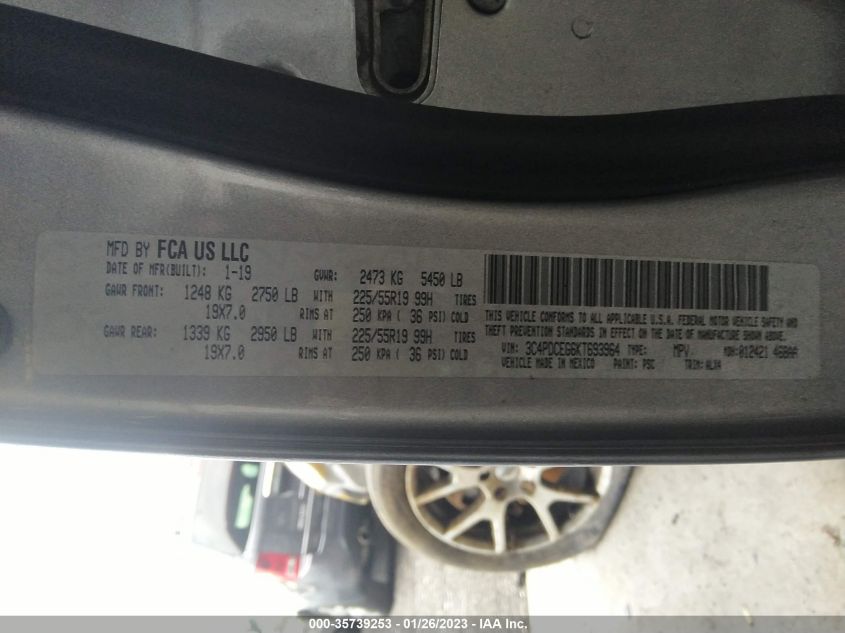 MFD BY FCA US LLC
DATE OF MFR(BUILT): 1-19 GVWR: 2473 KG 5450 LB
GAWR FRONT: 1248 KG 2750 LB WITH 225/55R19 99H TIRES
19X7.0 RIMS AT 250 KPA ( 36 PSI) COLD
GAWR REAR: 1339 KG 2950 LB WITH 225/55R19 99H TIRES
19X7.0 RIMS AT 250 KPA ( 36 PSI) COLD
THIS VEHICLE CONFORMS TO ALL APPLICABLE U.S.A. FEDERAL MOTOR VEHICLE SAFETY AND
THEFT PREVENTION STANDARDS IN EFFECT ON THE DATE OF MANUFACTURE SHOWN ABOVE.
VIN: 3C4PDCEG6KT693964 TYPE: MPV MDH: 012421 468AA
VEHICLE MADE IN MEXICO PAINT: PSC TRIM: ALX4
000-35739253 - 01/26/2023 - IAA Inc.